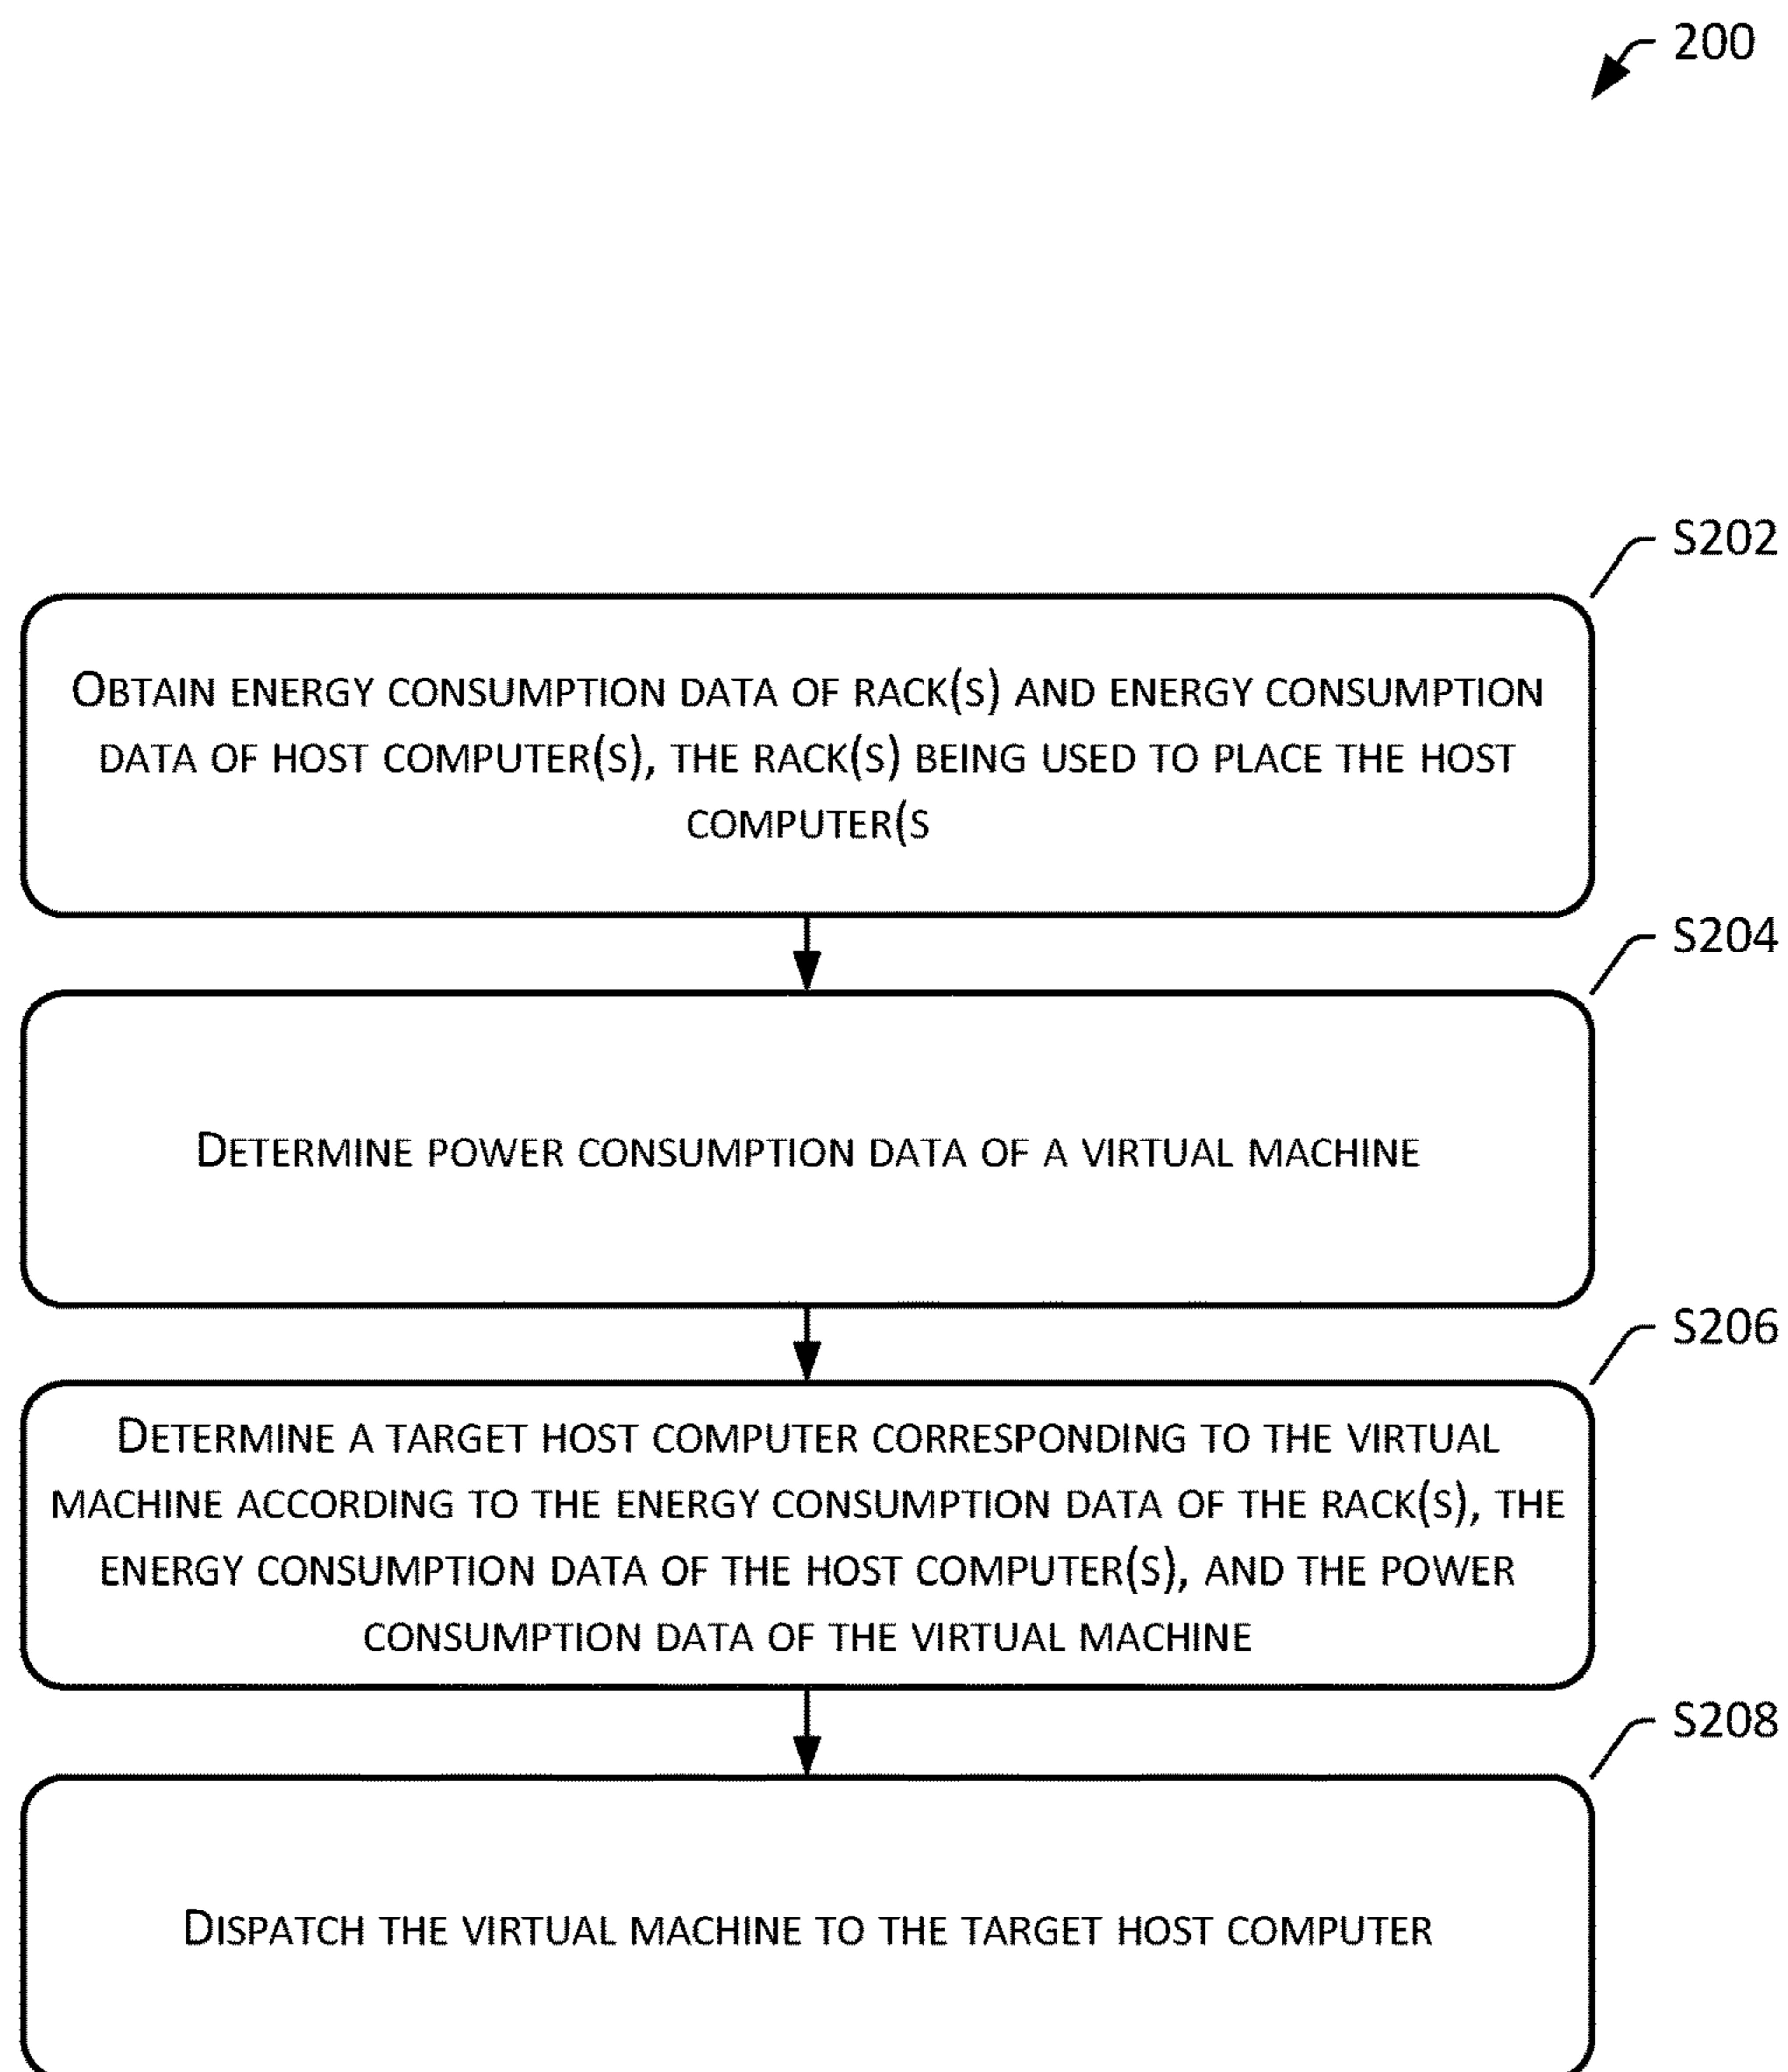 200
S202
OBTAIN ENERGY CONSUMPTION DATA OF RACK(S) AND ENERGY CONSUMPTION
DATA OF HOST COMPUTER(S), THE RACK(S) BEING USED TO PLACE THE HOST
COMPUTER(S
S204
DETERMINE POWER CONSUMPTION DATA OF A VIRTUAL MACHINE
S206
DETERMINE A TARGET HOST COMPUTER CORRESPONDING TO THE VIRTUAL
MACHINE ACCORDING TO THE ENERGY CONSUMPTION DATA OF THE RACK(S), THE
ENERGY CONSUMPTION DATA OF THE HOST COMPUTER(S), AND THE POWER
CONSUMPTION DATA OF THE VIRTUAL MACHINE
S208
DISPATCH THE VIRTUAL MACHINE TO THE TARGET HOST COMPUTER